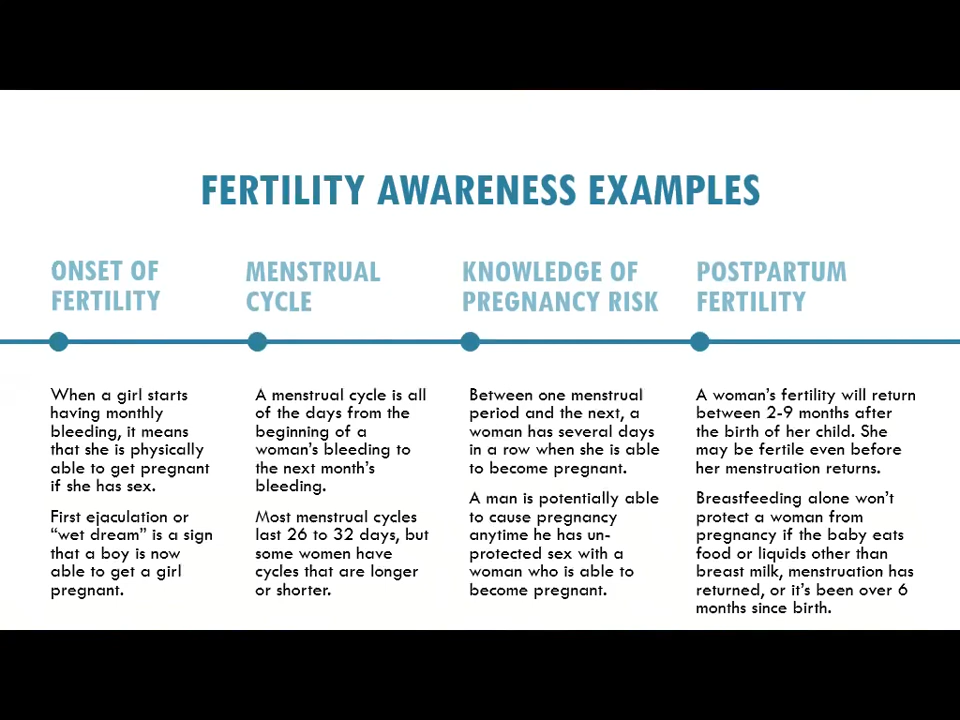 FERTILITY AWARENESS EXAMPLES
ONSET OF
FERTILITY
When a girl starts
having monthly
bleeding, it means
that she is physically
able to get pregnant
if she has sex.
First ejaculation or
“wet dream” is a sign
that a boy is now
able to get a girl
pregnant.
MENSTRUAL
CYCLE
A menstrual cycle is all
of the days from the
beginning of a
woman’s bleeding to
the next month’s
bleeding.
Most menstrual cycles
last 26 to 32 days, but
some women have
cycles that are longer
or shorter.
KNOWLEDGE OF
PREGNANCY RISK
Between one menstrual
period and the next, a
woman has several days
in a row when she is able
to become pregnant.
A man is potentially able
to cause pregnancy
anytime he has un-
protected sex with a
woman who is able to
become pregnant.
POSTPARTUM
FERTILITY
A woman’s fertility will return
between 2-9 months after
the birth of her child. She
may be fertile even before
her menstruation returns.
Breastfeeding alone won’t
protect a woman from
pregnancy if the baby eats
food or liquids other than
breast milk, menstruation has
returned, or it’s been over 6
months since birth.